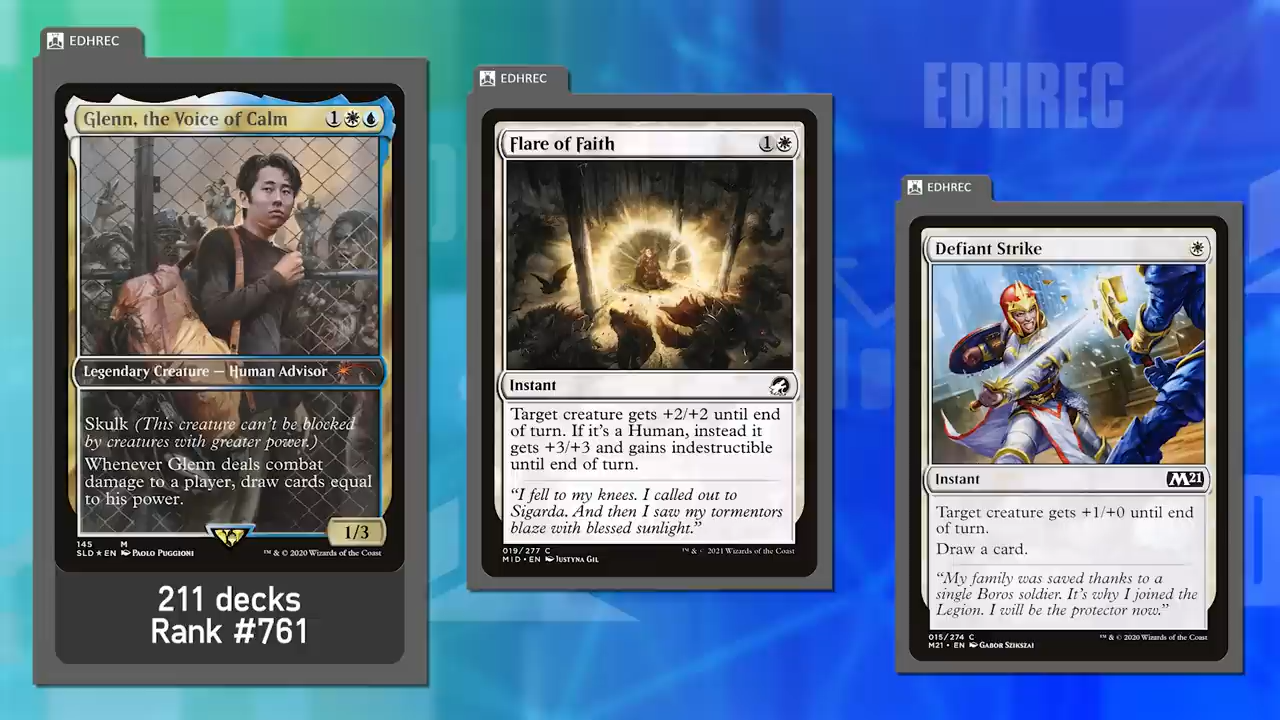 EDHREC
Glenn, the Voice of Calm 1
Legendary Creature — Human Advisor
Skulk (This creature can't be blocked
by creatures with greater power.)
Whenever Glenn deals combat
damage to a player, draw cards equal
to his power.
1/3
145 M
SLD ★ EN PAOLO PUGGIONI
™ & © 2020 Wizards of the Coast
211 decks
Rank #761
EDHREC
Flare of Faith 1
Instant
Target creature gets +2/+2 until end
of turn. If it's a Human, instead it
gets +3/+3 and gains indestructible
until end of turn.
"I fell to my knees. I called out to
Sigarda. And then I saw my tormentors
blaze with blessed sunlight."
019/277 C
MID • EN JUSTYNA GIL
™ & © 2021 Wizards of the Coast
EDHREC
EDHREC
Defiant Strike
Instant M21
Target creature gets +1/+0 until end
of turn.
Draw a card.
"My family was saved thanks to a
single Boros soldier. It's why I joined the
Legion. I will be the protector now."
015/274 C
M21 • EN GABOR SZIKSZAI
™ & © 2020 Wizards of the Coast